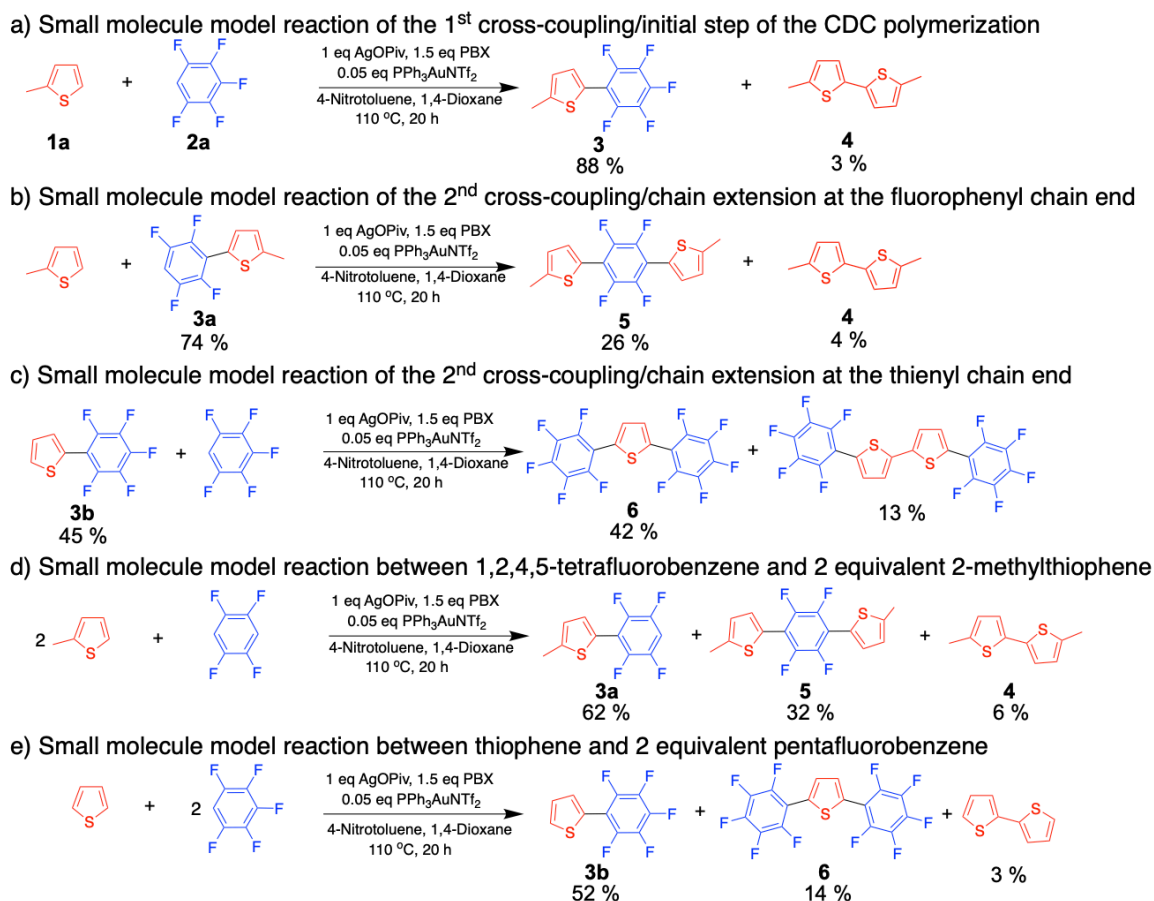 a) Small molecule model reaction of the 1st cross-coupling/initial step of the CDC polymerization
1 eq AgOPiv, 1.5 eq PBX
0.05 eq PPh3AuNTf2
4-Nitrotoluene, 1,4-Dioxane
110 oC, 20 h
S
+
F
F
F
F
F
S
F
F
F
F
F
+
S
S
1a
2a
3
88 %
4
3 %
b) Small molecule model reaction of the 2nd cross-coupling/chain extension at the fluorophenyl chain end
1 eq AgOPiv, 1.5 eq PBX
0.05 eq PPh3AuNTf2
4-Nitrotoluene, 1,4-Dioxane
110 oC, 20 h
S
+
F
F
F
F
S
S
F
F
F
F
S
+
S
S
3a
74 %
5
26 %
4
4 %
c) Small molecule model reaction of the 2nd cross-coupling/chain extension at the thienyl chain end
1 eq AgOPiv, 1.5 eq PBX
0.05 eq PPh3AuNTf2
4-Nitrotoluene, 1,4-Dioxane
110 oC, 20 h
S
F
F
F
F
F
+
F
F
F
F
F
F
F
F
F
F
S
F
F
F
F
F
+
F
F
F
F
F
S
S
F
F
F
F
F
3b
45 %
6
42 %
13 %
d) Small molecule model reaction between 1,2,4,5-tetrafluorobenzene and 2 equivalent 2-methylthiophene
1 eq AgOPiv, 1.5 eq PBX
0.05 eq PPh3AuNTf2
4-Nitrotoluene, 1,4-Dioxane
110 oC, 20 h
2
S
+
F
F
F
F
S
F
F
F
F
+
S
F
F
F
F
S
+
S
S
3a
62 %
5
32 %
4
6 %
e) Small molecule model reaction between thiophene and 2 equivalent pentafluorobenzene
1 eq AgOPiv, 1.5 eq PBX
0.05 eq PPh3AuNTf2
4-Nitrotoluene, 1,4-Dioxane
110 oC, 20 h
S
+
2
F
F
F
F
F
S
F
F
F
F
F
+
F
F
F
F
F
S
F
F
F
F
F
+
S
S
3b
52 %
6
14 %
3 %